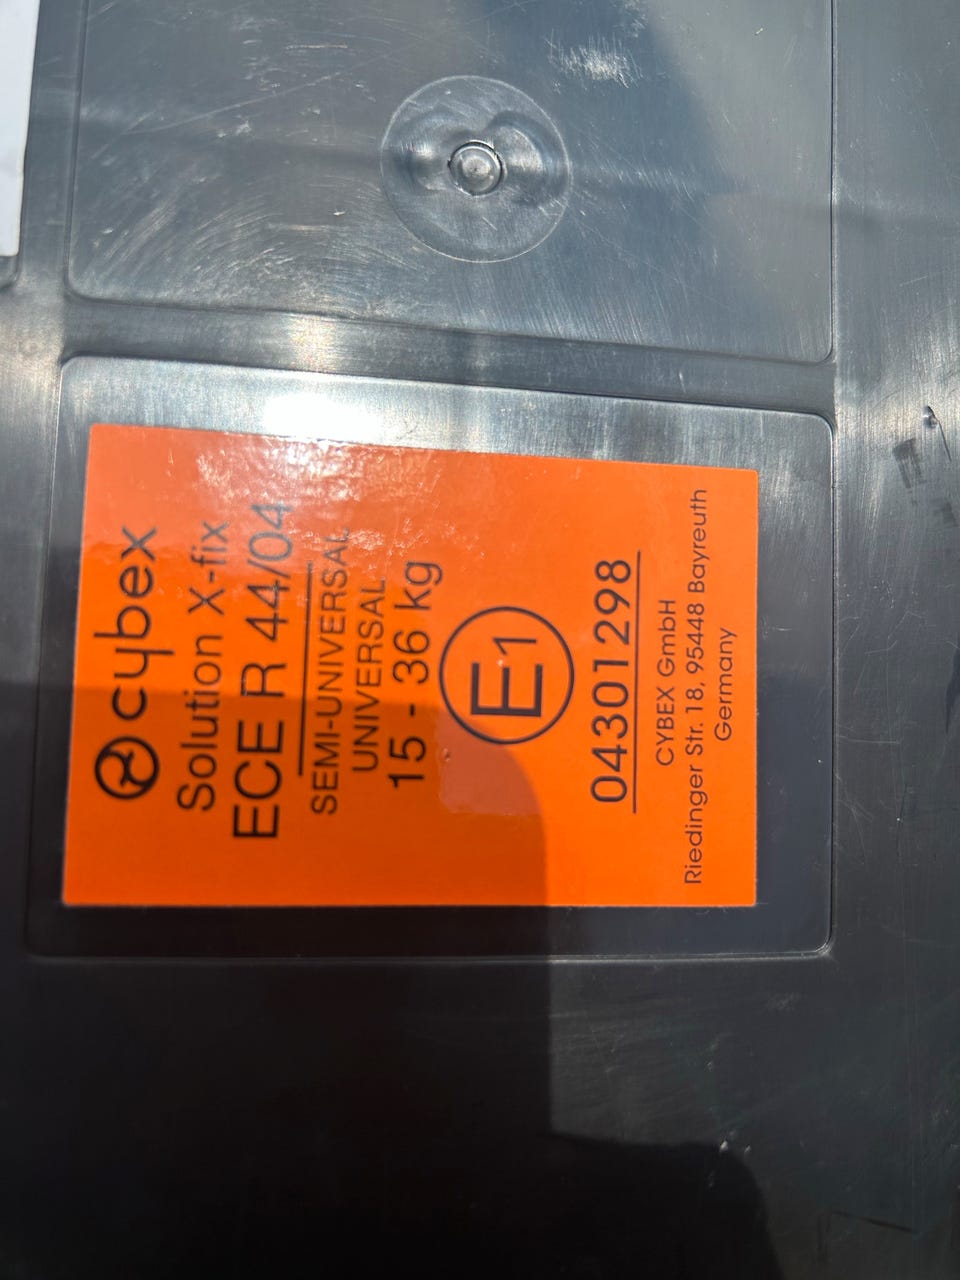 cybex
Solution X-fix
ECE R 44/04
SEMI-UNIVERSAL
UNIVERSAL
15 - 36 kg
E1
04301298
CYBEX GmbH
Riedinger Str. 18, 95448 Bayreuth
Germany